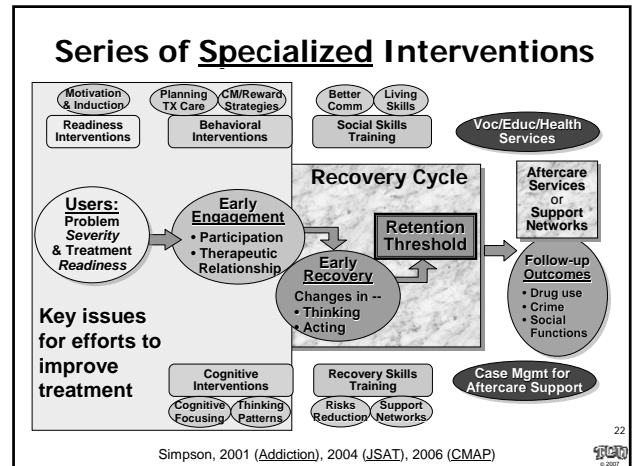 Series of Specialized Interventions
Motivation
& Induction
Planning
TX Care
CM/Reward
Strategies
Better
Comm
Living
Skills
Readiness
Interventions
Behavioral
Interventions
Social Skills
Training
Voc/Educ/Health
Services
Recovery Cycle
Aftercare
Services
or
Support
Networks
Users:
Problem
Severity
& Treatment
Readiness
Early
Engagement
• Participation
• Therapeutic
Relationship
Early
Recovery
Changes in --
• Thinking
• Acting
Retention
Threshold
Follow-up
Outcomes
• Drug use
• Crime
• Social
Functions
Key issues
for efforts to
improve
treatment
Cognitive
Interventions
Recovery Skills
Training
Case Mgmt for
Aftercare Support
Cognitive
Focusing
Thinking
Patterns
Risks
Reduction
Support
Networks
22
Simpson, 2001 (Addiction), 2004 (JSAT), 2006 (CMAP)
TCU
© 2007